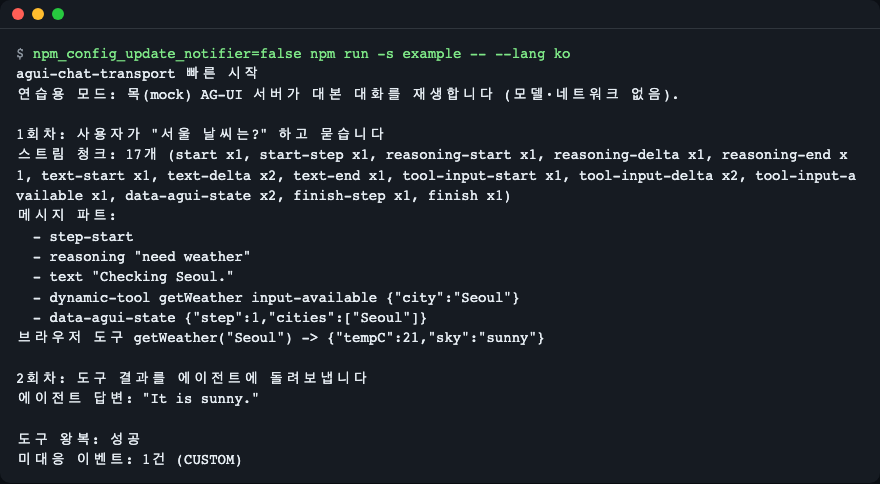 $ npm_config_update_notifier=false npm run -s example -- --lang ko
agui-chat-transport 빠른 시작
연습용 모드: 목(mock) AG-UI 서버가 대본 대화를 재생합니다 (모델·네트워크 없음).
1회차: 사용자가 "서울 날씨는?" 하고 묻습니다
스트림 청크: 17개 (start x1, start-step x1, reasoning-start x1, reasoning-delta x1, reasoning-end x
1, text-start x1, text-delta x2, text-end x1, tool-input-start x1, tool-input-delta x2, tool-input-a
vailable x1, data-agui-state x2, finish-step x1, finish x1)
메시지 파트:
- step-start
- reasoning "need weather"
- text "Checking Seoul."
- dynamic-tool getWeather input-available {"city":"Seoul"}
- data-agui-state {"step":1,"cities":["Seoul"]}
브라우저 도구 getWeather("Seoul") -> {"tempC":21,"sky":"sunny"}
2회차: 도구 결과를 에이전트에 돌려보냅니다
에이전트 답변: "It is sunny."
도구 왕복: 성공
미대응 이벤트: 1건 (CUSTOM)